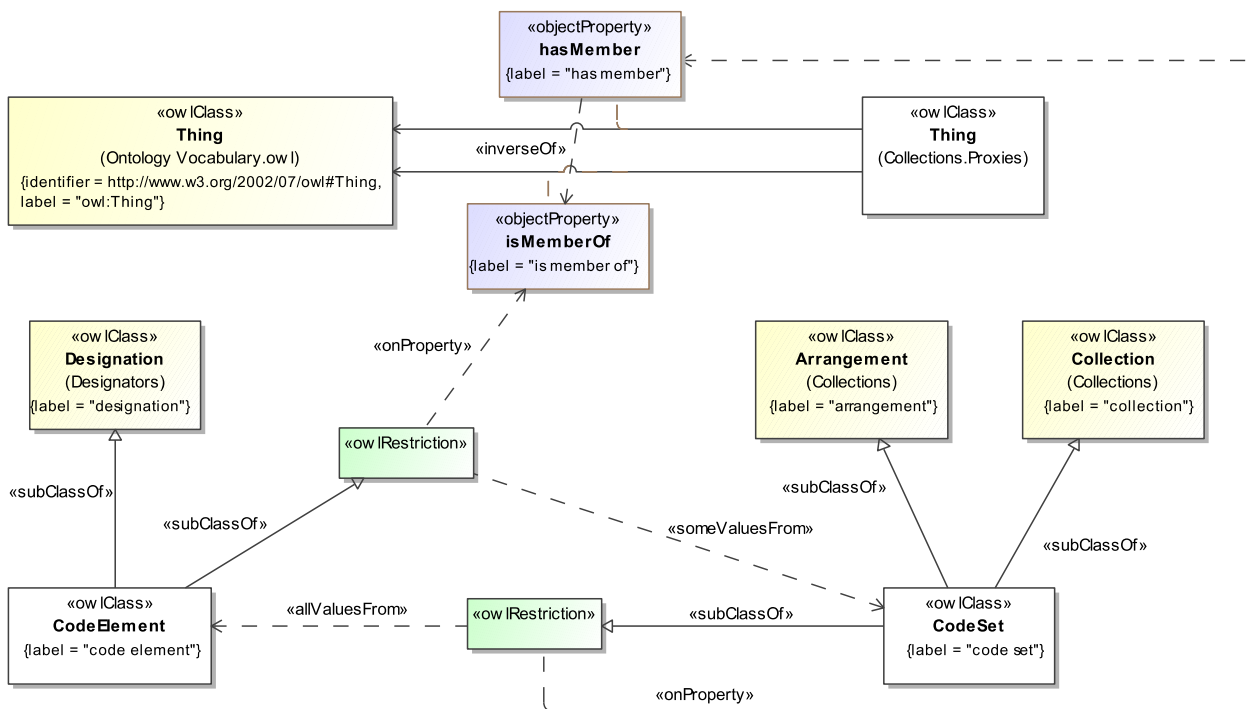 «objectProperty»
hasMember
{label = "has member"}
«owlClass»
Thing
(Ontology Vocabulary.owl)
{identifier = http://www.w3.org/2002/07/owl#Thing,
label = "owl:Thing"}
«inverseOf»
«owlClass»
Thing
(Collections.Proxies)
«objectProperty»
isMemberOf
{label = "is member of"}
«onProperty»
«owlClass»
Designation
(Designators)
{label = "designation"}
«owlClass»
Arrangement
(Collections)
{label = "arrangement"}
«owlClass»
Collection
(Collections)
{label = "collection"}
«owlRestriction»
«subClassOf»
«subClassOf»
«someValuesFrom»
«subClassOf»
«subClassOf»
«owlClass»
CodeElement
{label = "code element"}
«allValuesFrom»
«owlRestriction»
«subClassOf»
«owlClass»
CodeSet
{label = "code set"}
«onProperty»